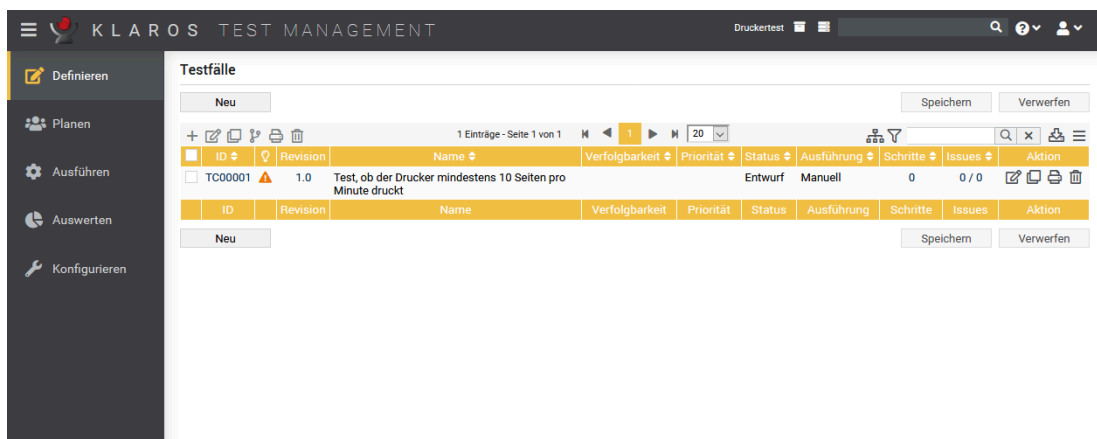 KLAROS TEST MANAGEMENT
Druckertest
Definieren
Planen
Ausführen
Auswerten
Konfigurieren
Testfälle
Neu
Speichern Verwerfen
1 Einträge - Seite 1 von 1 1 20
ID Revision Name Verfolgbarkeit Priorität Status Ausführung Schritte Issues Aktion
TC00001 1.0 Test, ob der Drucker mindestens 10 Seiten pro Entwurf Manuell 0 0 / 0
Minute druckt
ID Revision Name Verfolgbarkeit Priorität Status Ausführung Schritte Issues Aktion
Neu
Speichern Verwerfen